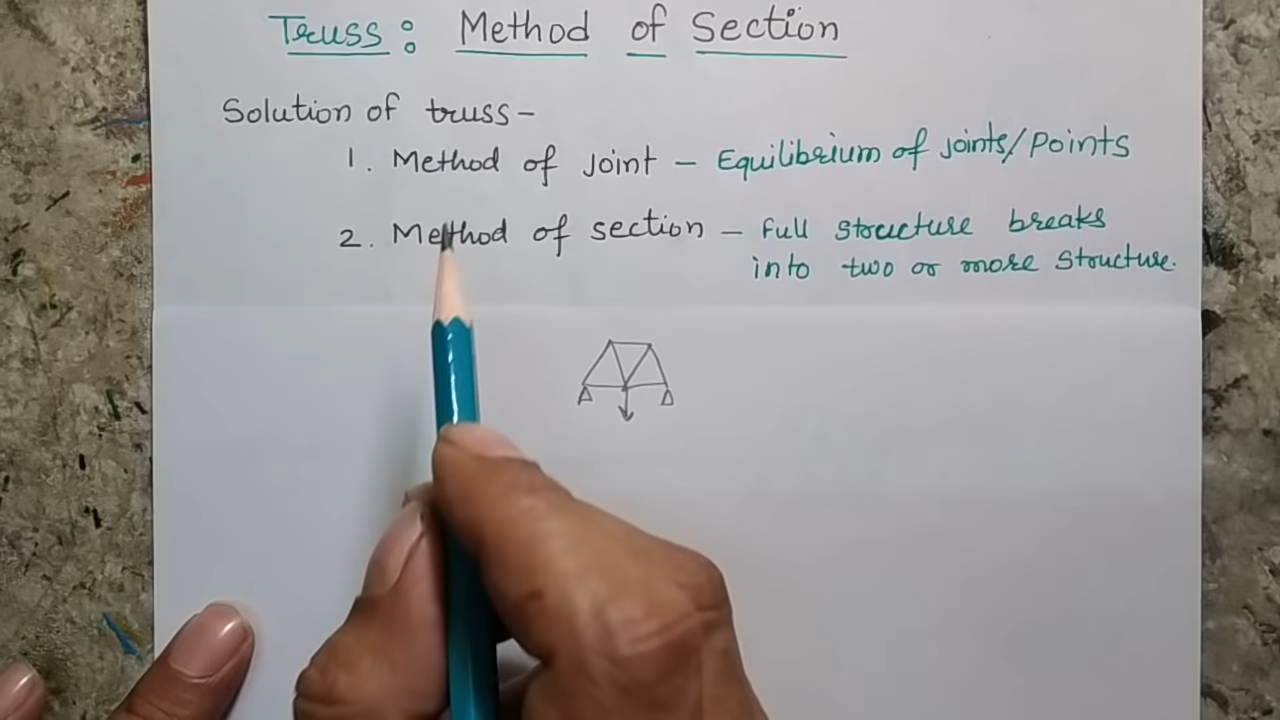 Truss: Method of Section
Solution of truss-
1. Method of Joint - Equilibrium of joints/Points
2. Method of section - Full structure breaks
into two or more structure.